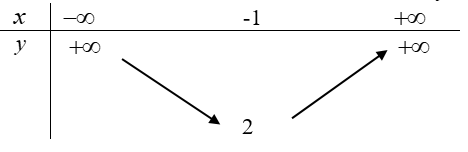 x −∞ -1 +∞
y +∞ +∞
2